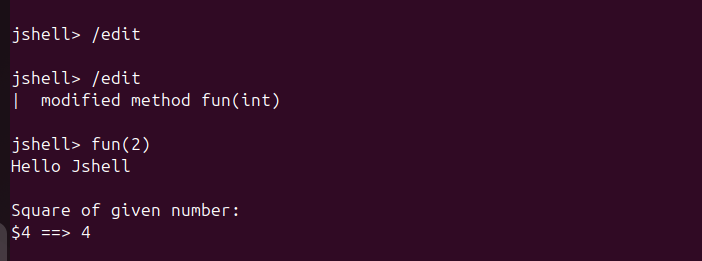 jshell> /edit
jshell> /edit
|  modified method fun(int)
jshell> fun(2)
Hello Jshell
Square of given number:
$4 ==> 4